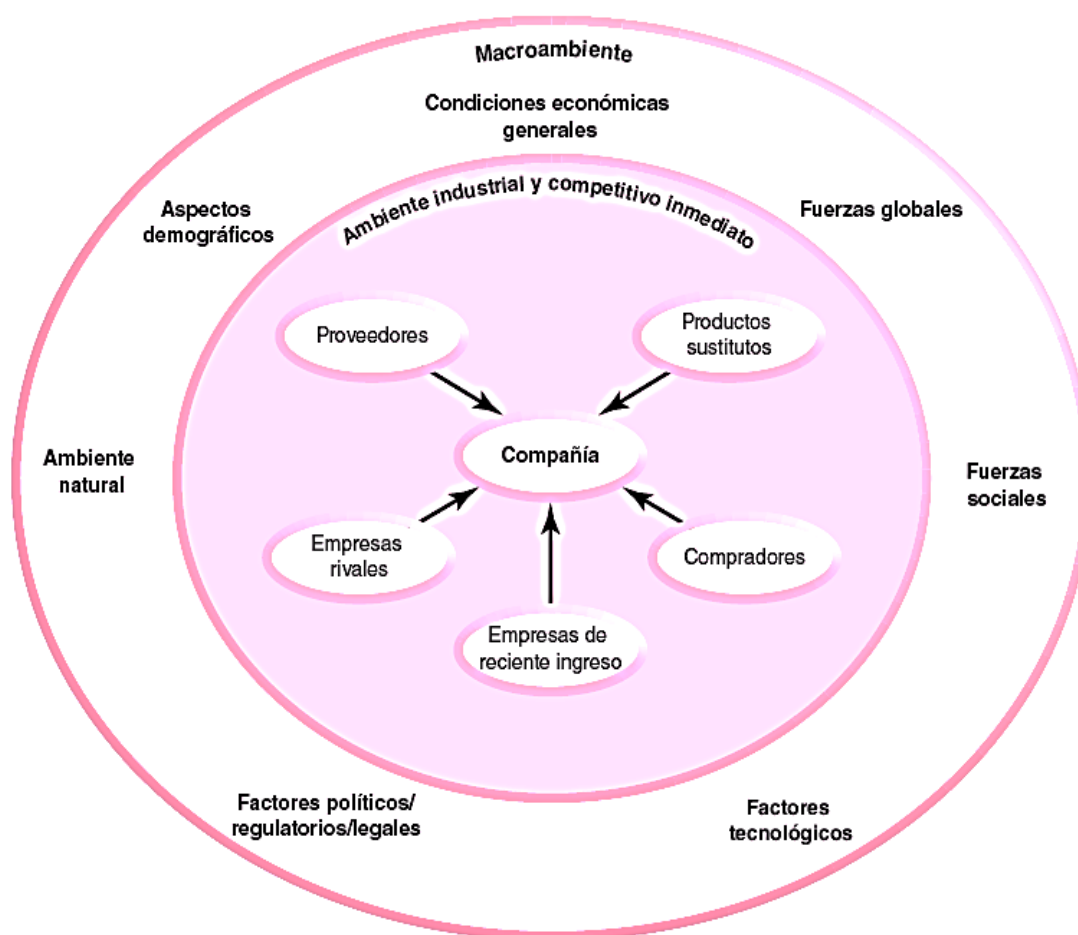 Macroambiente
Condiciones económicas
generales
Ambiente industrial y competitivo inmediato
Aspectos
demográficos
Fuerzas globales
Proveedores
Productos
sustitutos
Compañía
Ambiente
natural
Fuerzas
sociales
Empresas
rivales
Compradores
Empresas de
reciente ingreso
Factores políticos/
regulatorios/legales
Factores
tecnológicos